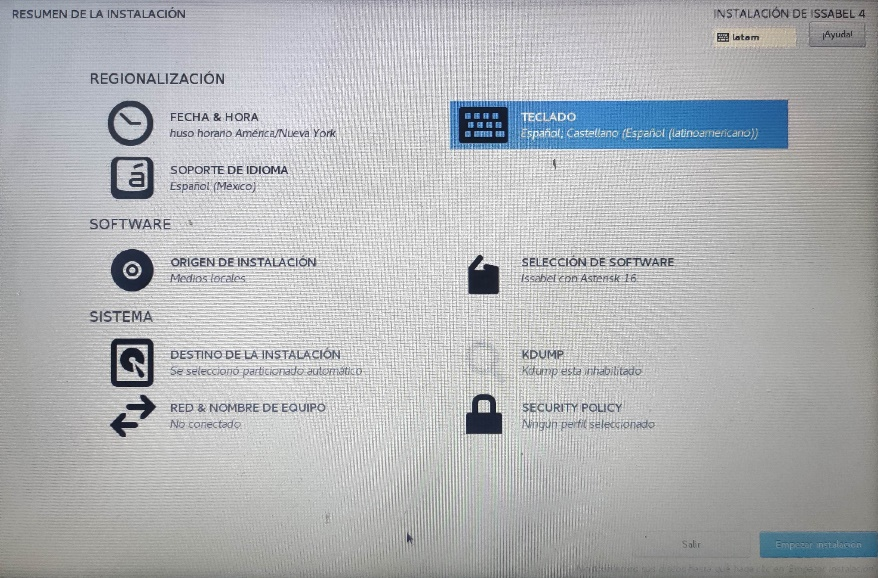 RESUMEN DE LA INSTALACIÓN
INSTALACIÓN DE ISSABEL 4
latam
¡Ayuda!
REGIONALIZACIÓN
FECHA & HORA
huso horario América/Nueva York
TECLADO
Español; Castellano (Español (latinoamericano))
SOPORTE DE IDIOMA
Español (México)
SOFTWARE
ORIGEN DE INSTALACIÓN
Medios locales
SELECCIÓN DE SOFTWARE
Issabel con Asterisk 16
SISTEMA
DESTINO DE LA INSTALACIÓN
Se seleccionó particionado automático
KDUMP
Kdump esta inhabilitado
RED & NOMBRE DE EQUIPO
No conectado
SECURITY POLICY
Ningún perfil seleccionado
Salir
Empezar instalación